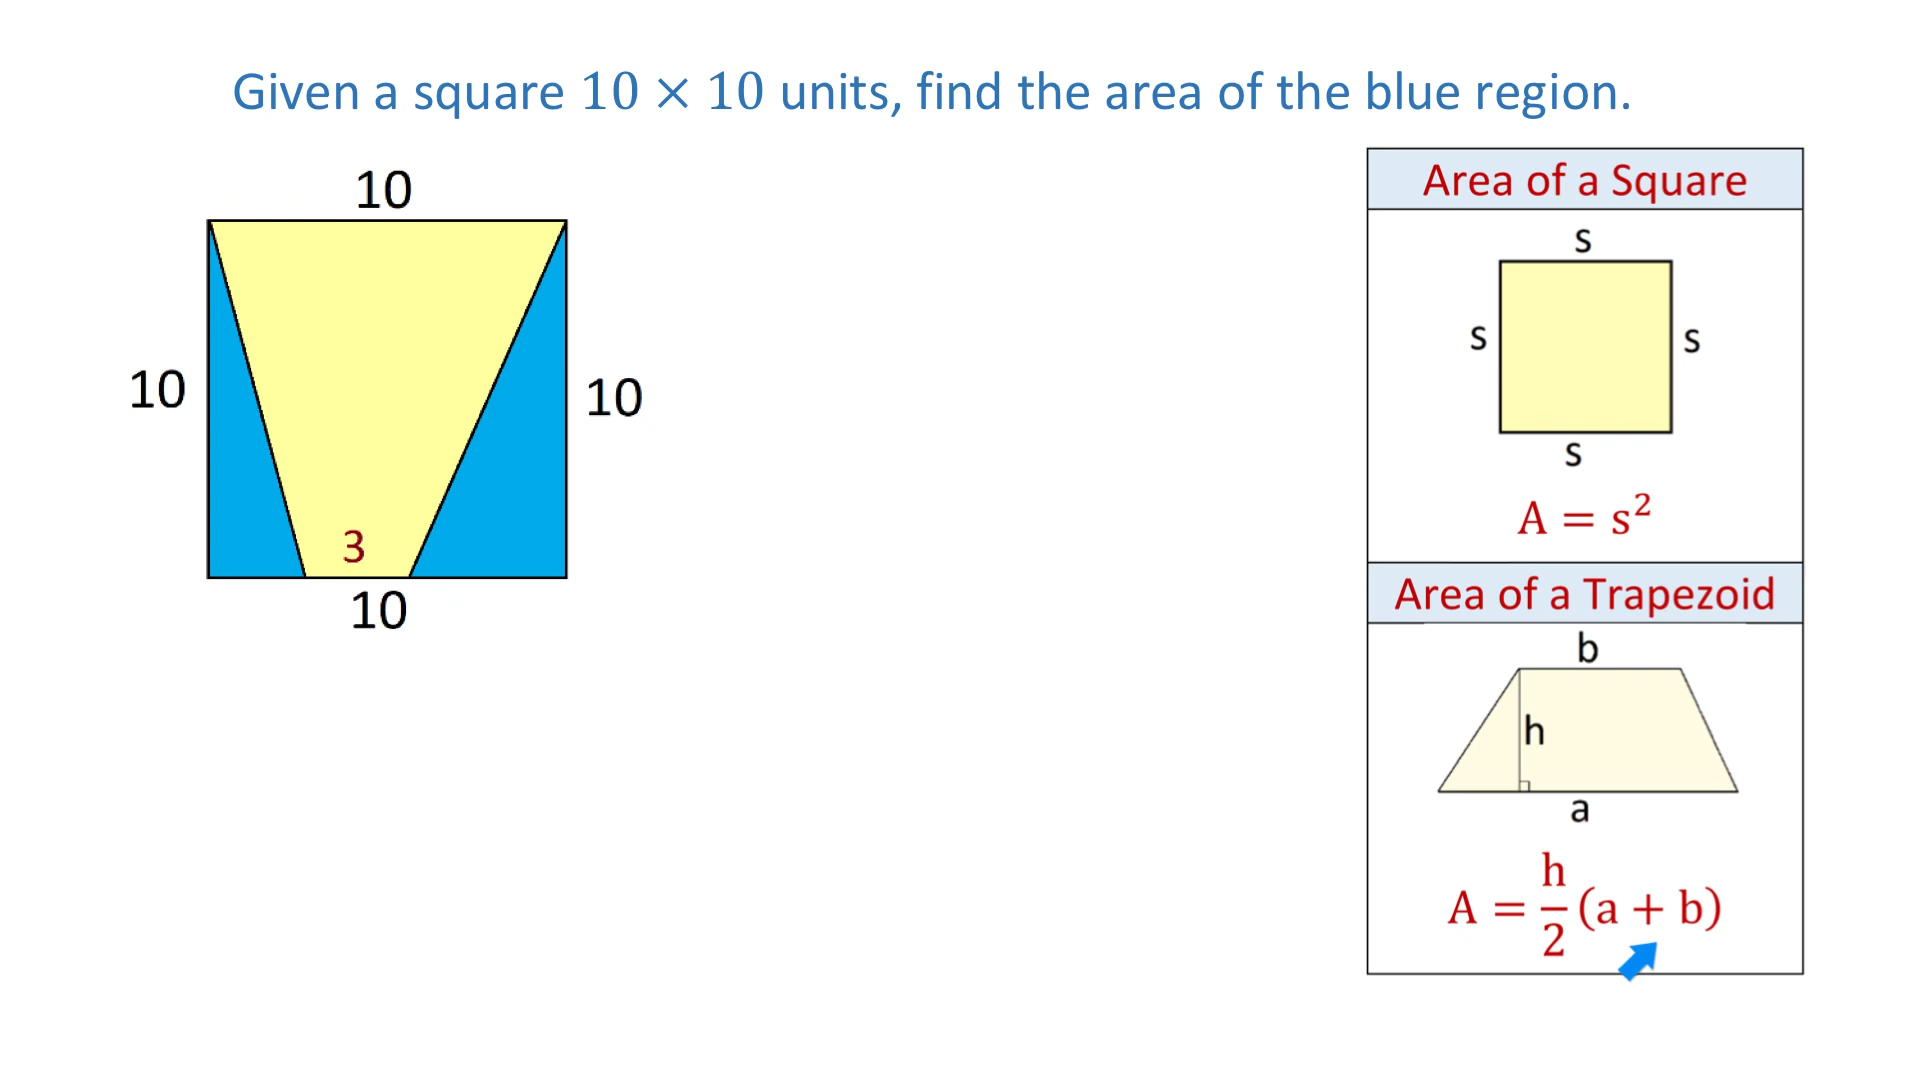 Given a square 10 × 10 units, find the area of the blue region.
10
10
10
3
10
Area of a Square
s
s
s
s
A = s²
Area of a Trapezoid
b
h
a
A = h/2 (a + b)